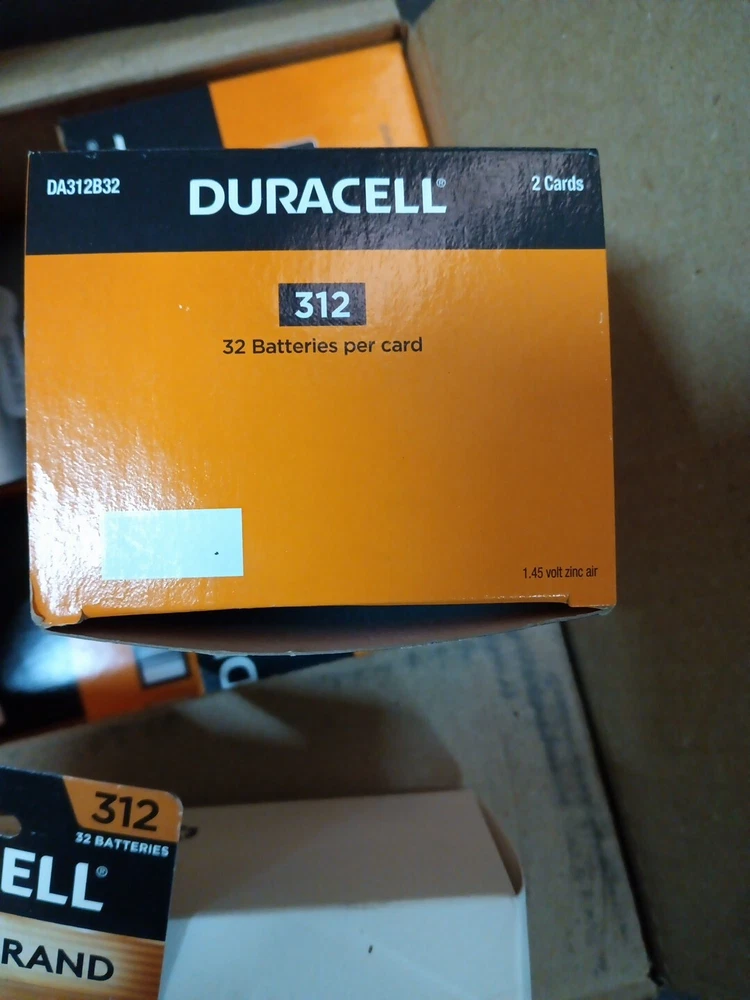 DA312B32
DURACELL®
2 Cards
312
32 Batteries per card
1.45 volt zinc air
312
32 BATTERIES
ELL®
RAND